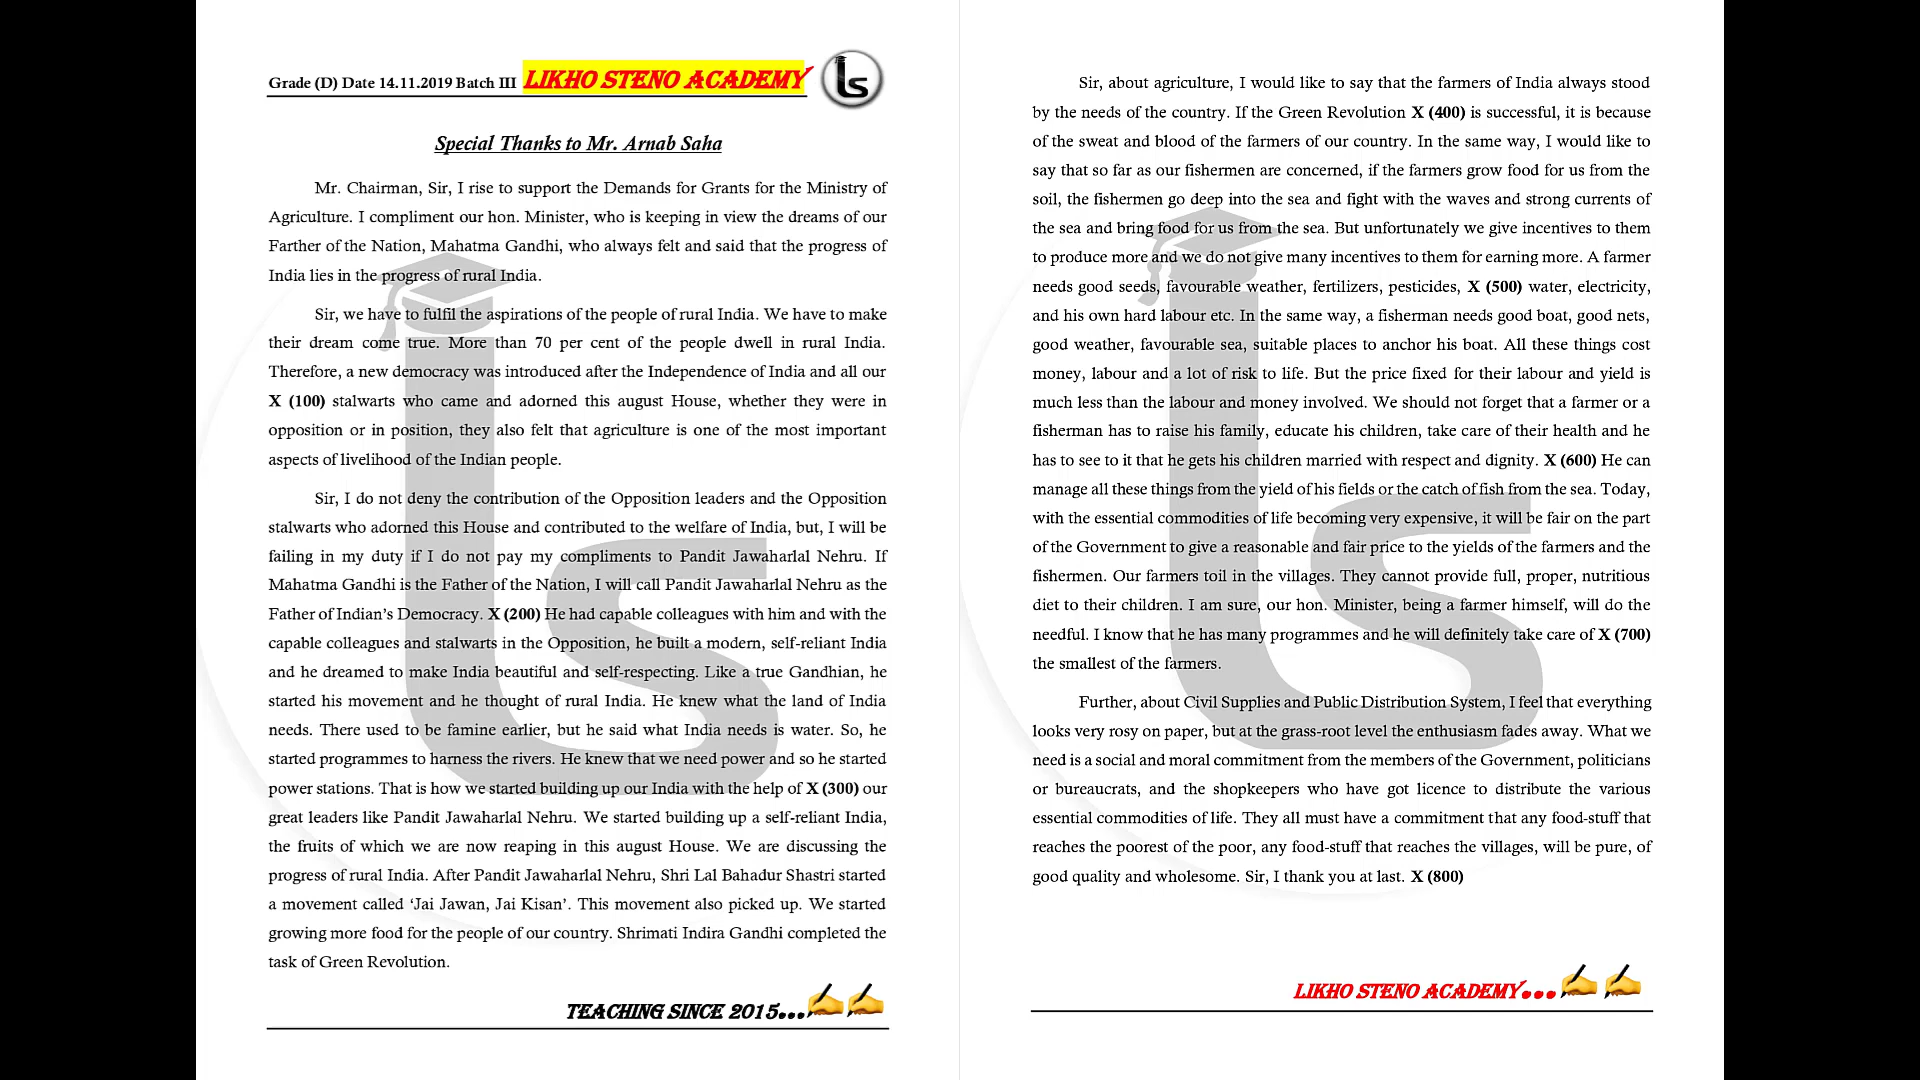 Grade (D) Date 14.11.2019 Batch III LIKHO STENO ACADEMY
ls
Special Thanks to Mr. Arnab Saha
Mr. Chairman, Sir, I rise to support the Demands for Grants for the Ministry of
Agriculture. I compliment our hon. Minister, who is keeping in view the dreams of our
Farther of the Nation, Mahatma Gandhi, who always felt and said that the progress of
India lies in the progress of rural India.
Sir, we have to fulfil the aspirations of the people of rural India. We have to make
their dream come true. More than 70 per cent of the people dwell in rural India.
Therefore, a new democracy was introduced after the Independence of India and all our
X (100) stalwarts who came and adorned this august House, whether they were in
opposition or in position, they also felt that agriculture is one of the most important
aspects of livelihood of the Indian people.
Sir, I do not deny the contribution of the Opposition leaders and the Opposition
stalwarts who adorned this House and contributed to the welfare of India, but, I will be
failing in my duty if I do not pay my compliments to Pandit Jawaharlal Nehru. If
Mahatma Gandhi is the Father of the Nation, I will call Pandit Jawaharlal Nehru as the
Father of Indian’s Democracy. X (200) He had capable colleagues with him and with the
capable colleagues and stalwarts in the Opposition, he built a modern, self-reliant India
and he dreamed to make India beautiful and self-respecting. Like a true Gandhian, he
started his movement and he thought of rural India. He knew what the land of India
needs. There used to be famine earlier, but he said what India needs is water. So, he
started programmes to harness the rivers. He knew that we need power and so he started
power stations. That is how we started building up our India with the help of X (300) our
great leaders like Pandit Jawaharlal Nehru. We started building up a self-reliant India,
the fruits of which we are now reaping in this august House. We are discussing the
progress of rural India. After Pandit Jawaharlal Nehru, Shri Lal Bahadur Shastri started
a movement called ‘Jai Jawan, Jai Kisan’. This movement also picked up. We started
growing more food for the people of our country. Shrimati Indira Gandhi completed the
task of Green Revolution.
TEACHING SINCE 2015...
Sir, about agriculture, I would like to say that the farmers of India always stood
by the needs of the country. If the Green Revolution X (400) is successful, it is because
of the sweat and blood of the farmers of our country. In the same way, I would like to
say that so far as our fishermen are concerned, if the farmers grow food for us from the
soil, the fishermen go deep into the sea and fight with the waves and strong currents of
the sea and bring food for us from the sea. But unfortunately we give incentives to them
to produce more and we do not give many incentives to them for earning more. A farmer
needs good seeds, favourable weather, fertilizers, pesticides, X (500) water, electricity,
and his own hard labour etc. In the same way, a fisherman needs good boat, good nets,
good weather, favourable sea, suitable places to anchor his boat. All these things cost
money, labour and a lot of risk to life. But the price fixed for their labour and yield is
much less than the labour and money involved. We should not forget that a farmer or a
fisherman has to raise his family, educate his children, take care of their health and he
has to see to it that he gets his children married with respect and dignity. X (600) He can
manage all these things from the yield of his fields or the catch of fish from the sea. Today,
with the essential commodities of life becoming very expensive, it will be fair on the part
of the Government to give a reasonable and fair price to the yields of the farmers and the
fishermen. Our farmers toil in the villages. They cannot provide full, proper, nutritious
diet to their children. I am sure, our hon. Minister, being a farmer himself, will do the
needful. I know that he has many programmes and he will definitely take care of X (700)
the smallest of the farmers.
Further, about Civil Supplies and Public Distribution System, I feel that everything
looks very rosy on paper, but at the grass-root level the enthusiasm fades away. What we
need is a social and moral commitment from the members of the Government, politicians
or bureaucrats, and the shopkeepers who have got licence to distribute the various
essential commodities of life. They all must have a commitment that any food-stuff that
reaches the poorest of the poor, any food-stuff that reaches the villages, will be pure, of
good quality and wholesome. Sir, I thank you at last. X (800)
LIKHO STENO ACADEMY...